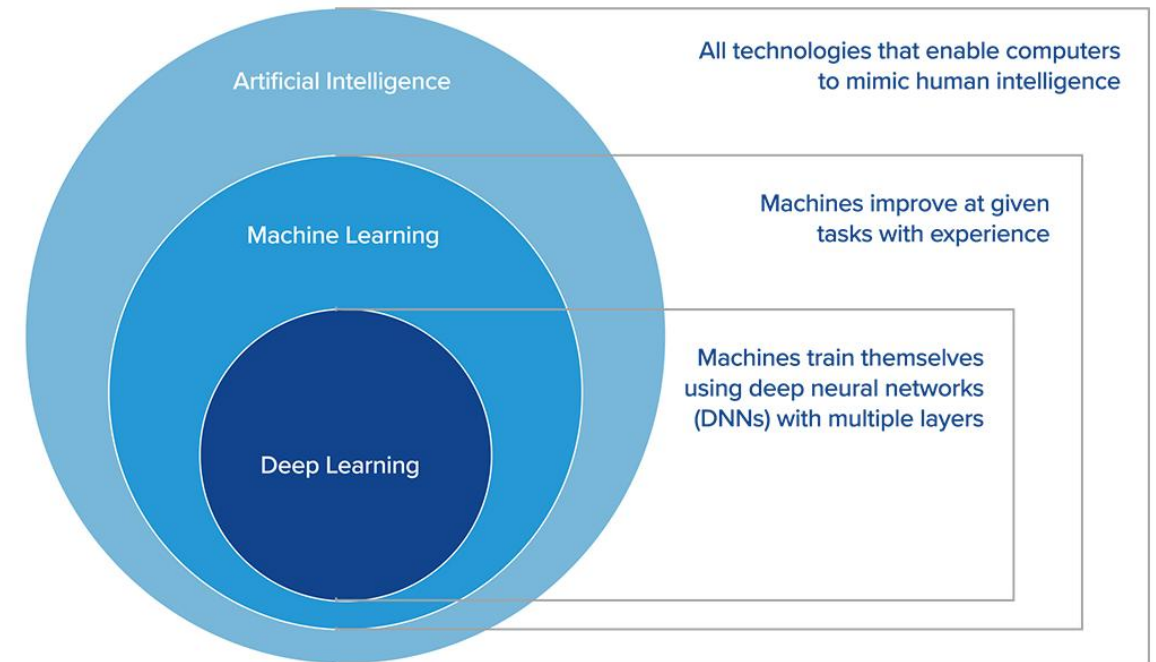 Artificial Intelligence
All technologies that enable computers
to mimic human intelligence
Machine Learning
Machines improve at given
tasks with experience
Deep Learning
Machines train themselves
using deep neural networks
(DNNs) with multiple layers